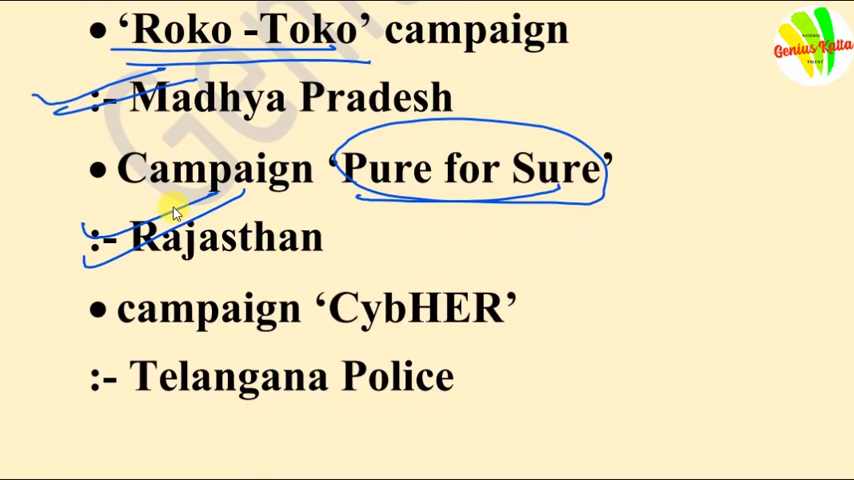 • ‘Roko -Toko’ campaign
:- Madhya Pradesh
• Campaign ‘Pure for Sure’
:- Rajasthan
• campaign ‘CybHER’
:- Telangana Police
Genius Katta